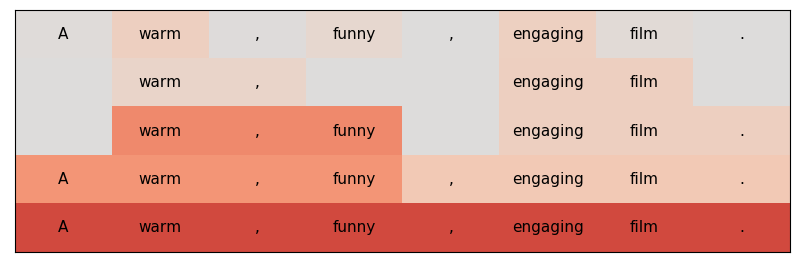 A warm , funny , engaging film .
warm , engaging film
warm , funny engaging film .
A warm , funny , engaging film .
A warm , funny , engaging film .